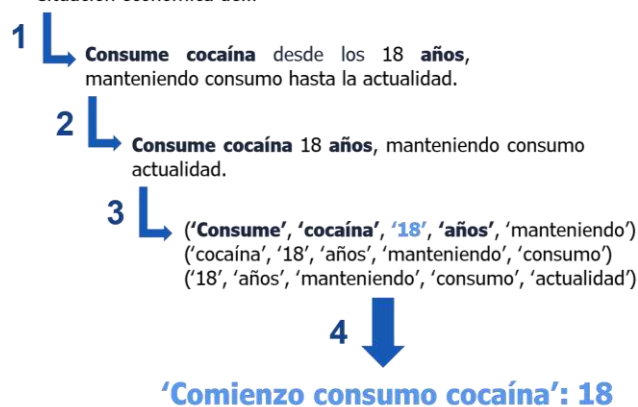 1
Consume cocaína desde los 18 años,
manteniendo consumo hasta la actualidad.
2
Consume cocaína 18 años, manteniendo consumo
actualidad.
3
(‘Consume’, ‘cocaína’, ‘18’, ‘años’, ‘manteniendo’)
(‘cocaína’, ‘18’, ‘años’, ‘manteniendo’, ‘consumo’)
(‘18’, ‘años’, ‘manteniendo’, ‘consumo’, ‘actualidad’)
4
‘Comienzo consumo cocaína’: 18